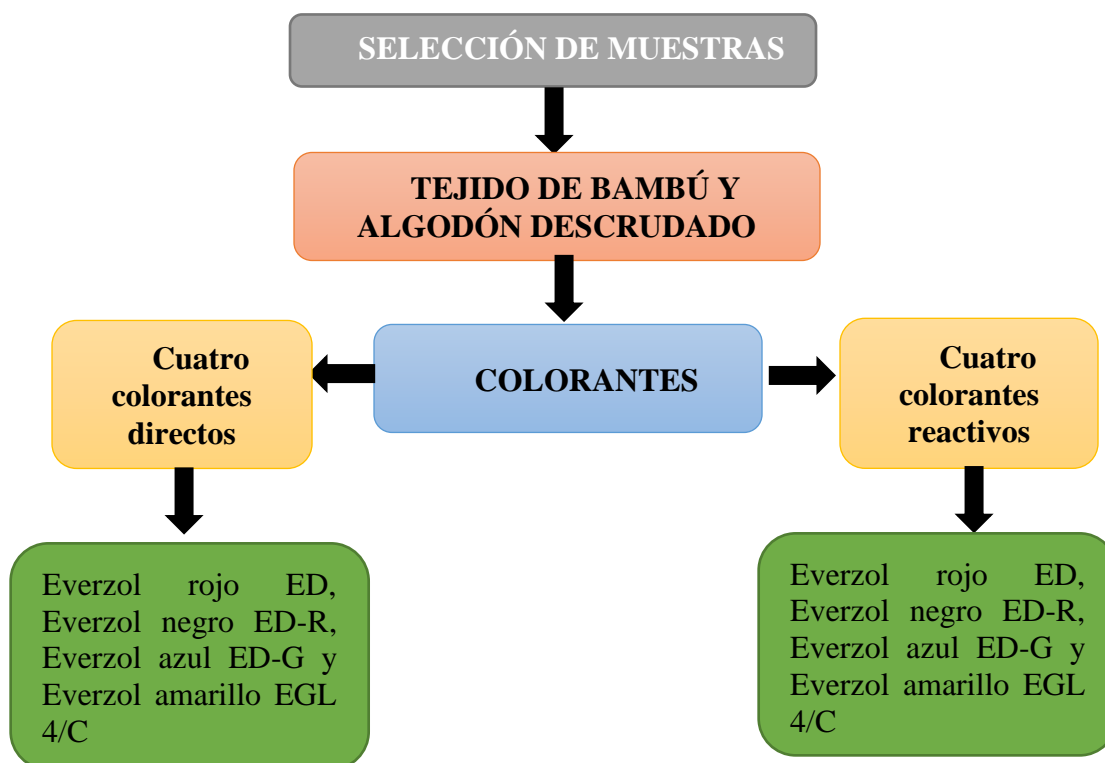 SELECCIÓN DE MUESTRAS
TEJIDO DE BAMBÚ Y
ALGODÓN DESCRUDADO
COLORANTES
Cuatro
colorantes
directos
Cuatro
colorantes
reactivos
Everzol rojo ED,
Everzol negro ED-R,
Everzol azul ED-G y
Everzol amarillo EGL
4/C
Everzol rojo ED,
Everzol negro ED-R,
Everzol azul ED-G y
Everzol amarillo EGL
4/C